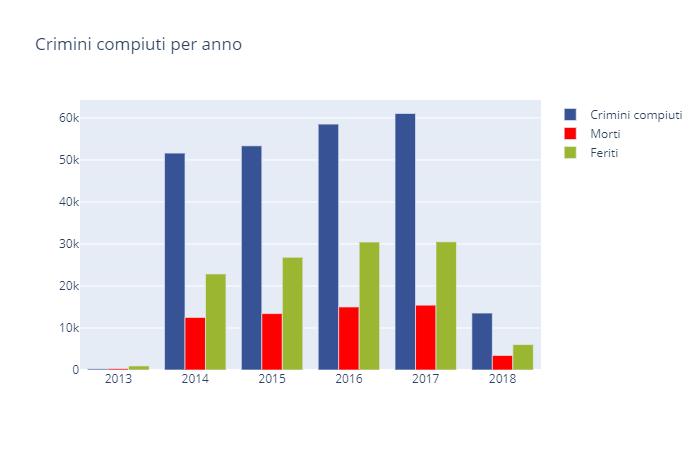 Crimini compiuti per anno
60k
50k
40k
30k
20k
10k
0
2013 2014 2015 2016 2017 2018
Crimini compiuti
Morti
Feriti